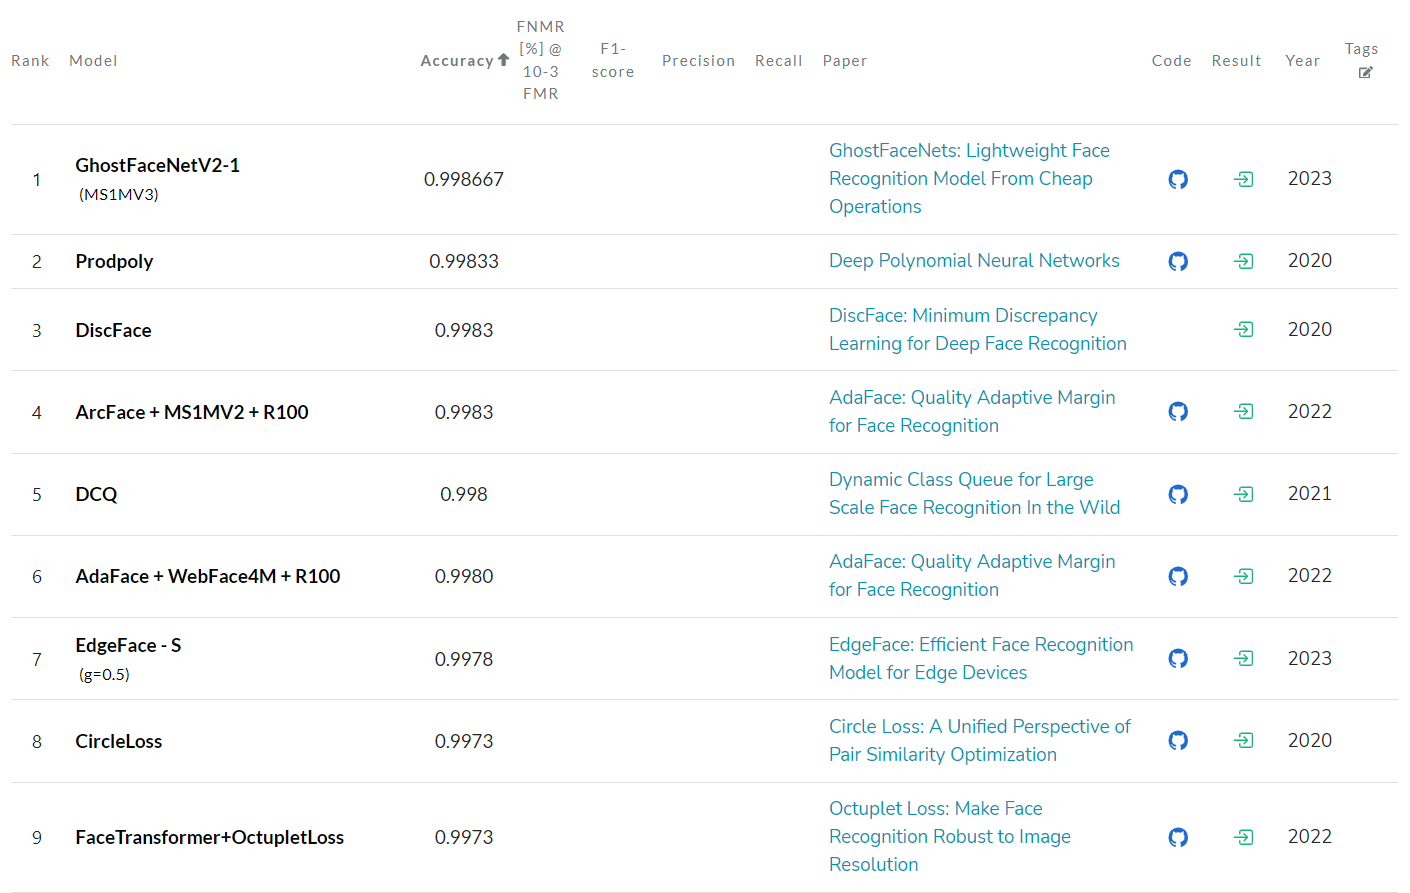 Rank Model Accuracy FNMR [%] @ 10-3 FMR F1-score Precision Recall Paper Code Result Year Tags
1 GhostFaceNetV2-1 (MS1MV3) 0.998667 GhostFaceNets: Lightweight Face Recognition Model From Cheap Operations 2023
2 Prodpoly 0.99833 Deep Polynomial Neural Networks 2020
3 DiscFace 0.9983 DiscFace: Minimum Discrepancy Learning for Deep Face Recognition 2020
4 ArcFace + MS1MV2 + R100 0.9983 AdaFace: Quality Adaptive Margin for Face Recognition 2022
5 DCQ 0.998 Dynamic Class Queue for Large Scale Face Recognition In the Wild 2021
6 AdaFace + WebFace4M + R100 0.9980 AdaFace: Quality Adaptive Margin for Face Recognition 2022
7 EdgeFace - S (g=0.5) 0.9978 EdgeFace: Efficient Face Recognition Model for Edge Devices 2023
8 CircleLoss 0.9973 Circle Loss: A Unified Perspective of Pair Similarity Optimization 2020
9 FaceTransformer+OctupletLoss 0.9973 Octuplet Loss: Make Face Recognition Robust to Image Resolution 2022